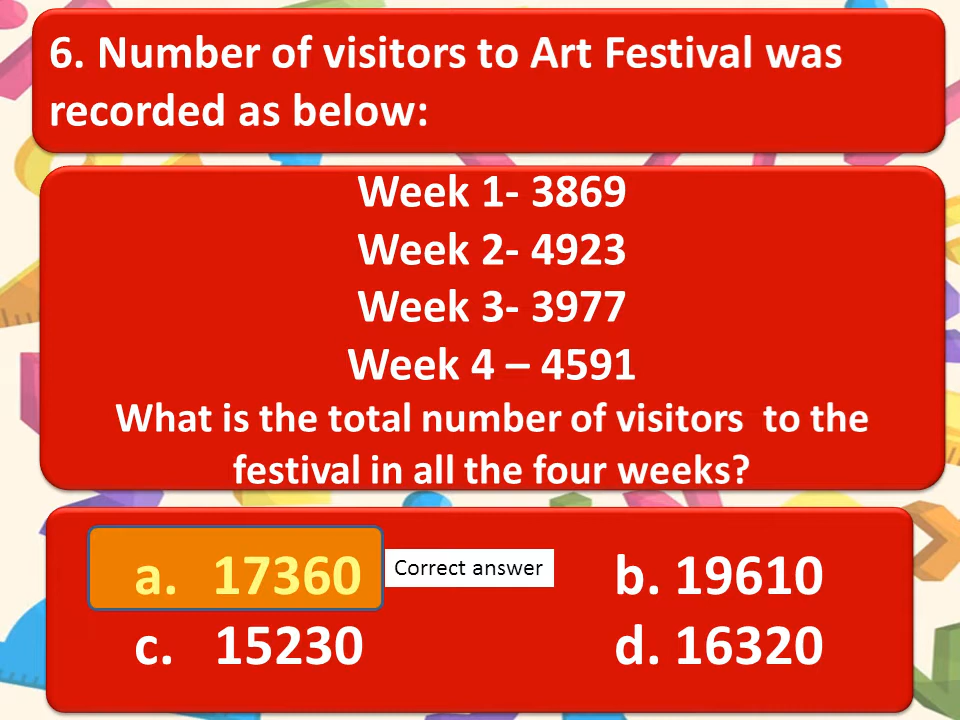 6. Number of visitors to Art Festival was
recorded as below:
Week 1- 3869
Week 2- 4923
Week 3- 3977
Week 4 – 4591
What is the total number of visitors to the
festival in all the four weeks?
a. 17360 Correct answer b. 19610
c. 15230 d. 16320